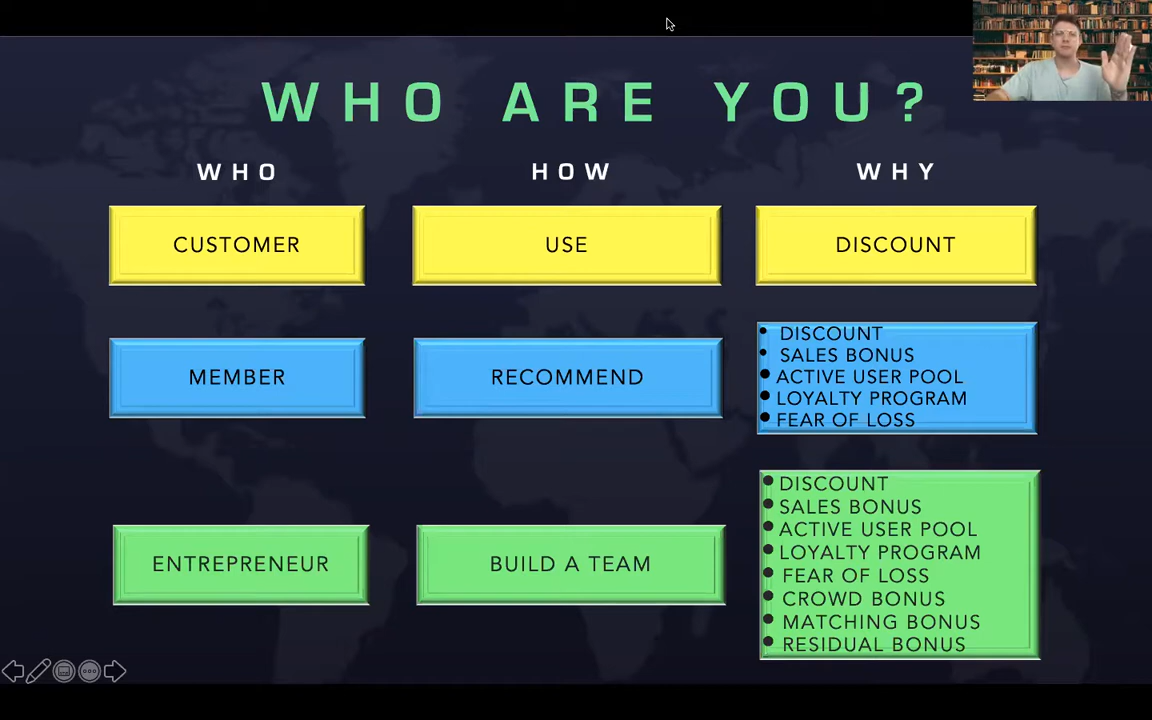 WHO ARE YOU?
WHO
HOW
WHY
CUSTOMER
USE
DISCOUNT
MEMBER
RECOMMEND
• DISCOUNT
• SALES BONUS
• ACTIVE USER POOL
• LOYALTY PROGRAM
• FEAR OF LOSS
ENTREPRENEUR
BUILD A TEAM
• DISCOUNT
• SALES BONUS
• ACTIVE USER POOL
• LOYALTY PROGRAM
• FEAR OF LOSS
• CROWD BONUS
• MATCHING BONUS
• RESIDUAL BONUS